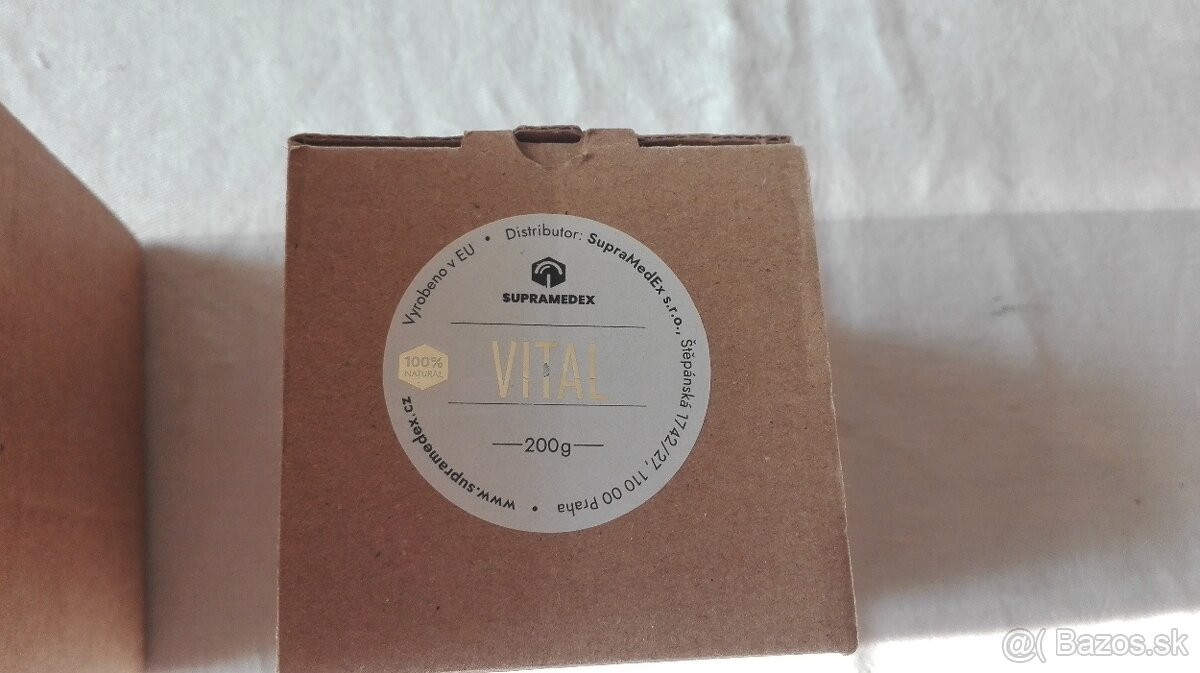 Vyrobeno v EU • Distributor: SupraMedEx s.r.o., Štěpánská 1742/27, 110 00 Praha • www.supramedex.cz
SUPRAMEDEX
100%
NATURAL
VITAL
200g
@( Bazos.sk